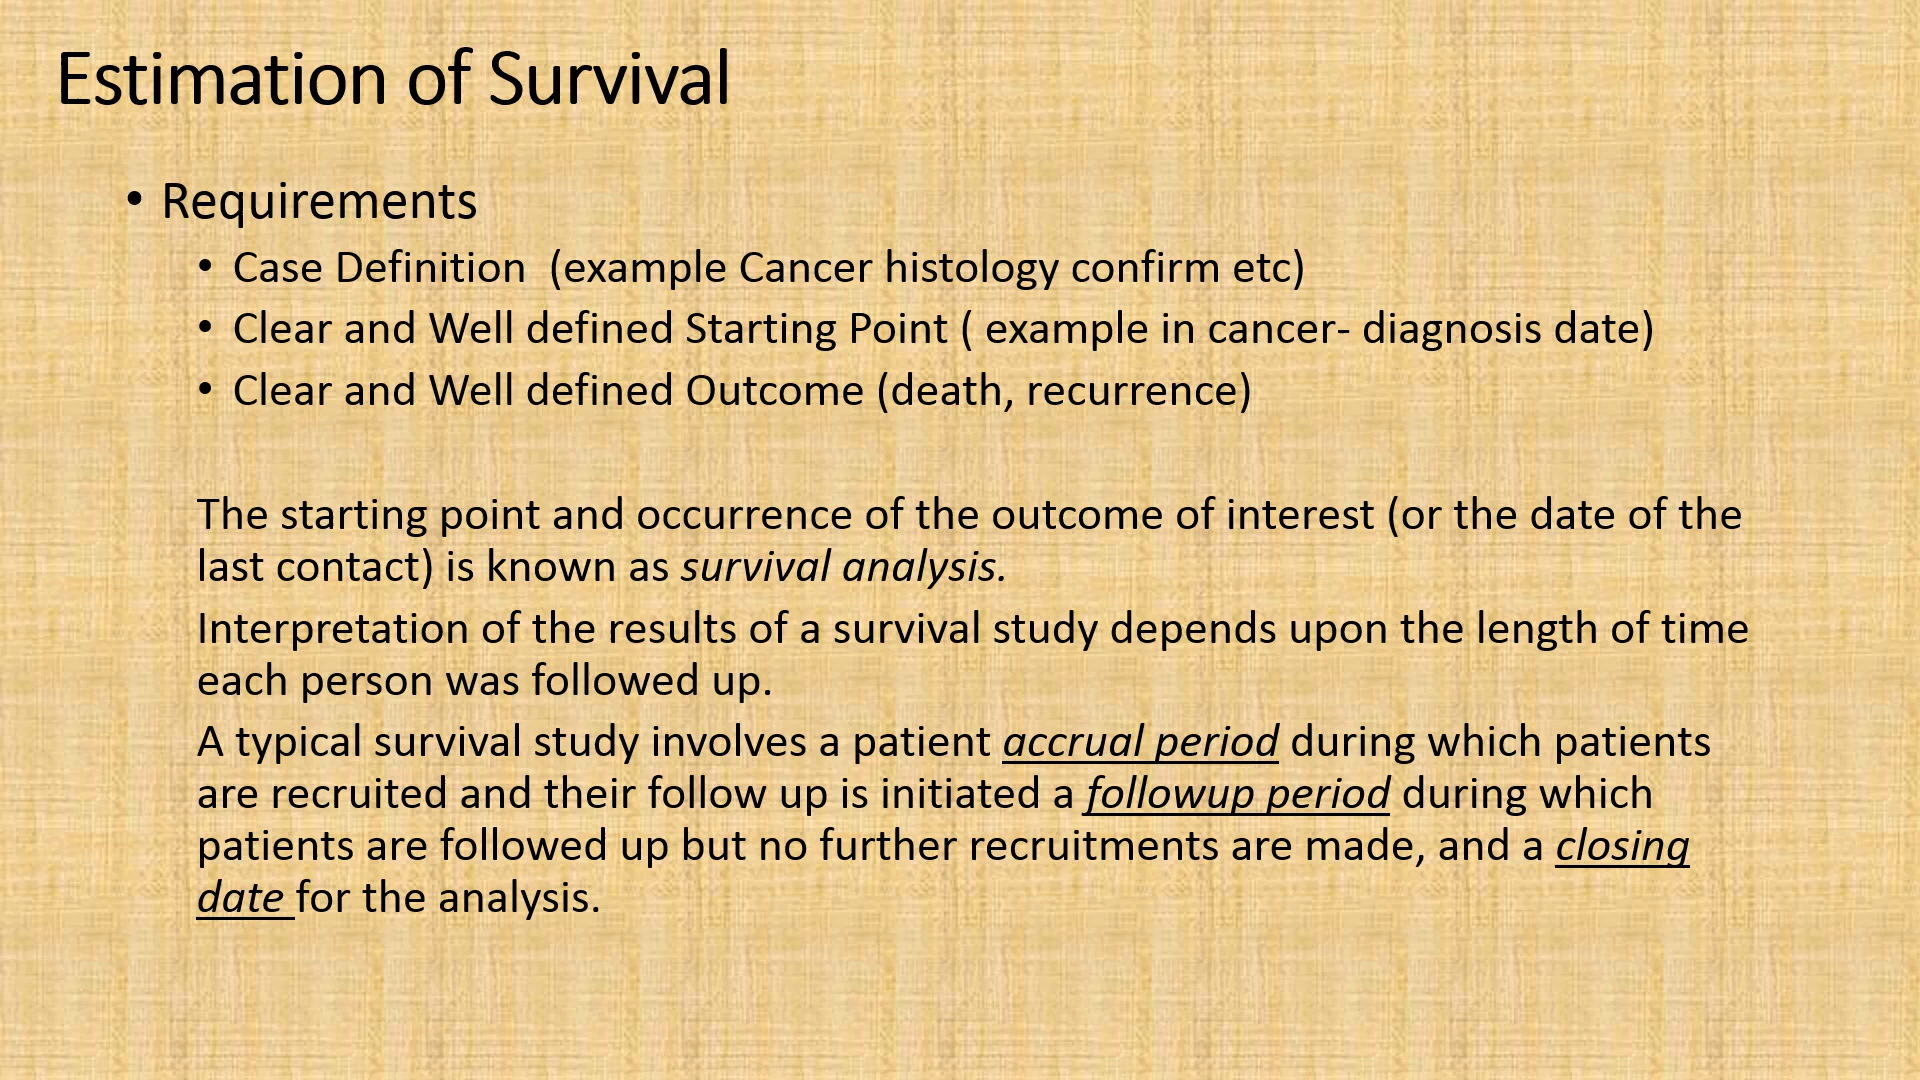 Estimation of Survival
• Requirements
• Case Definition  (example Cancer histology confirm etc)
• Clear and Well defined Starting Point ( example in cancer- diagnosis date)
• Clear and Well defined Outcome (death, recurrence)
The starting point and occurrence of the outcome of interest (or the date of the
last contact) is known as survival analysis.
Interpretation of the results of a survival study depends upon the length of time
each person was followed up.
A typical survival study involves a patient accrual period during which patients
are recruited and their follow up is initiated a followup period during which
patients are followed up but no further recruitments are made, and a closing
date for the analysis.